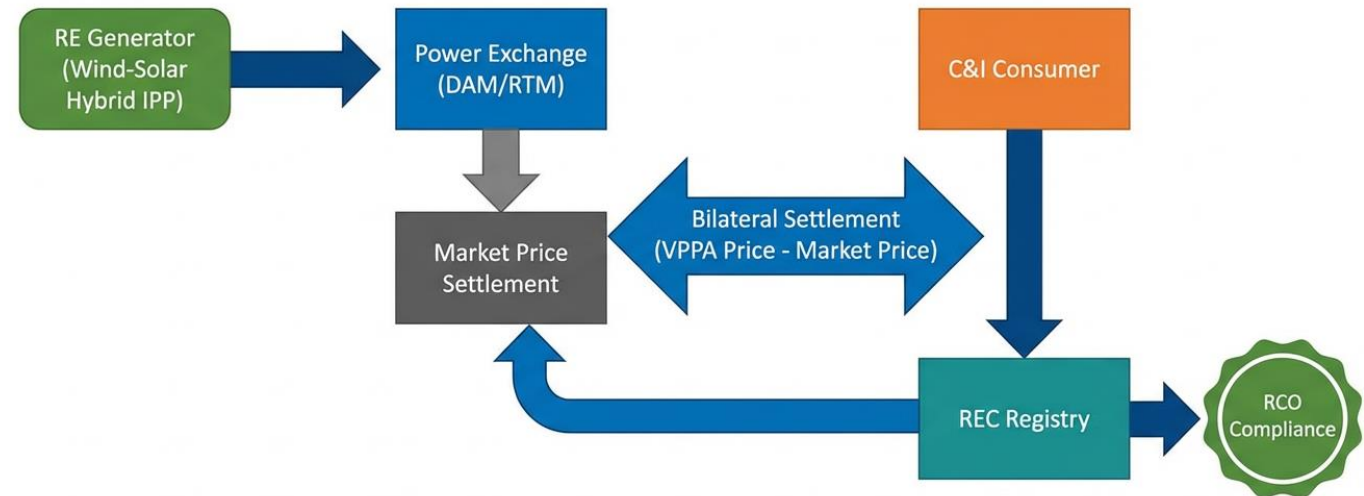 RE Generator
(Wind-Solar
Hybrid IPP)
Power Exchange
(DAM/RTM)
C&I Consumer
Market Price
Settlement
Bilateral Settlement
(VPPA Price - Market Price)
REC Registry
RCO
Compliance